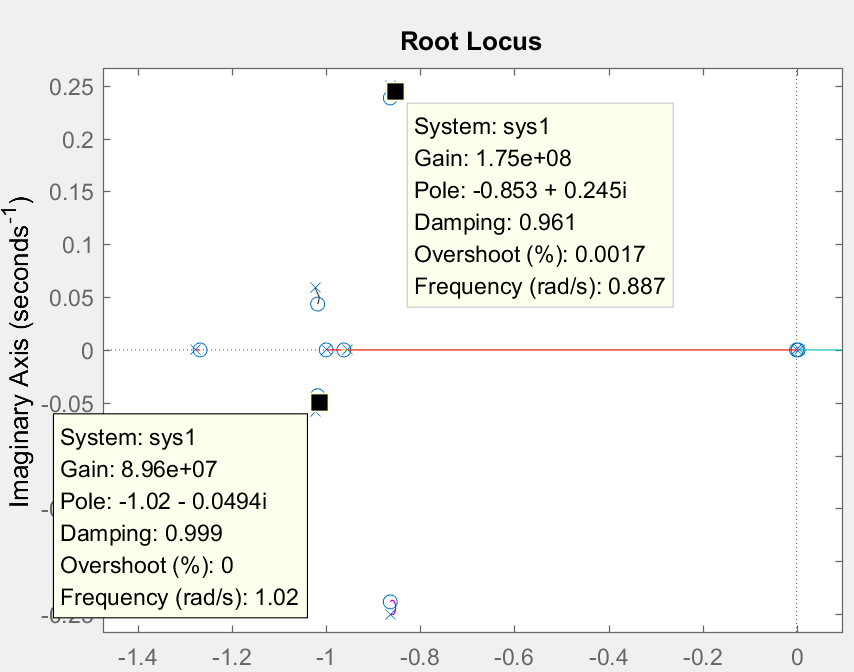 Root Locus
Imaginary Axis (seconds-1)
0.25
0.2
0.15
0.1
0.05
0
-0.05
System: sys1
Gain: 1.75e+08
Pole: -0.853 + 0.245i
Damping: 0.961
Overshoot (%): 0.0017
Frequency (rad/s): 0.887
System: sys1
Gain: 8.96e+07
Pole: -1.02 - 0.0494i
Damping: 0.999
Overshoot (%): 0
Frequency (rad/s): 1.02
-1.4
-1.2
-1
-0.8
-0.6
-0.4
-0.2
0